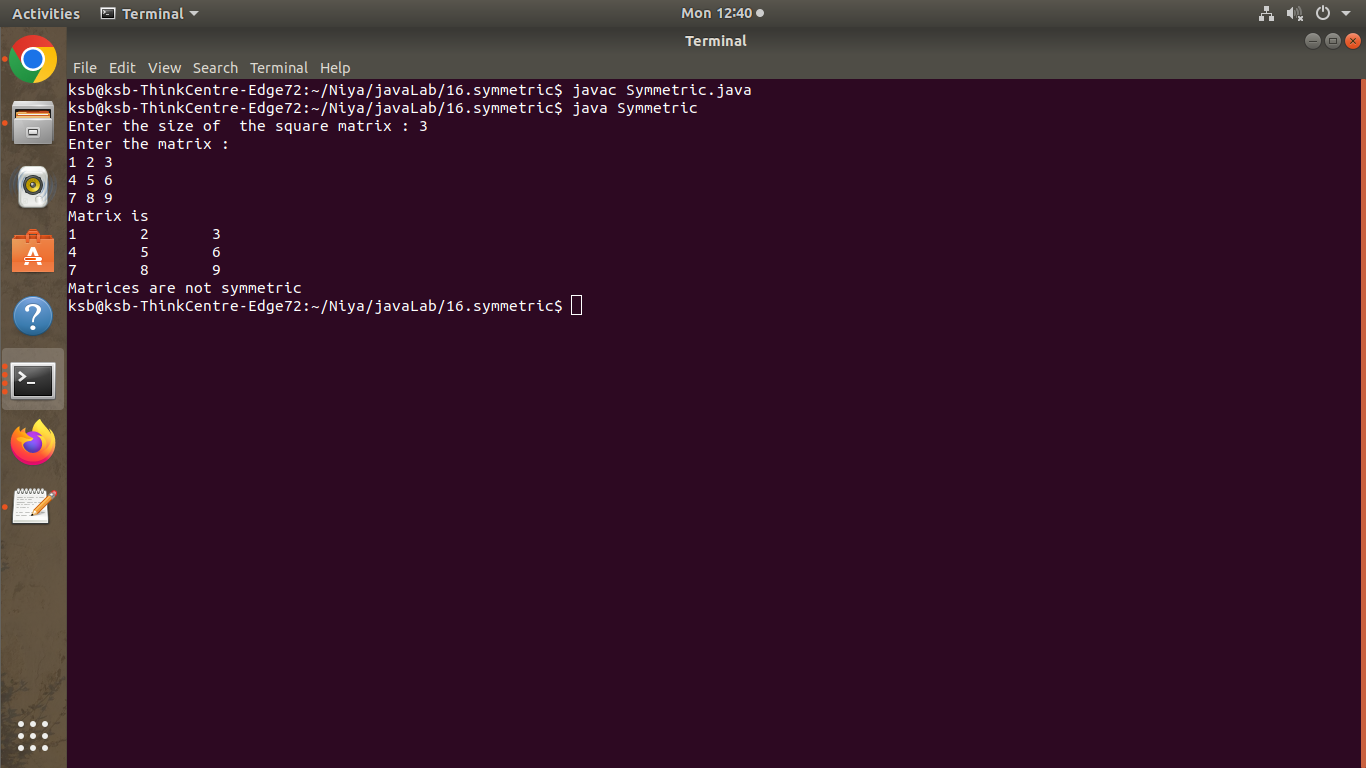 Activities Terminal Mon 12:40
Terminal
File Edit View Search Terminal Help
ksb@ksb-ThinkCentre-Edge72:~/Niya/javaLab/16.symmetric$ javac Symmetric.java
ksb@ksb-ThinkCentre-Edge72:~/Niya/javaLab/16.symmetric$ java Symmetric
Enter the size of  the square matrix : 3
Enter the matrix :
1 2 3
4 5 6
7 8 9
Matrix is
1       2       3
4       5       6
7       8       9
Matrices are not symmetric
ksb@ksb-ThinkCentre-Edge72:~/Niya/javaLab/16.symmetric$